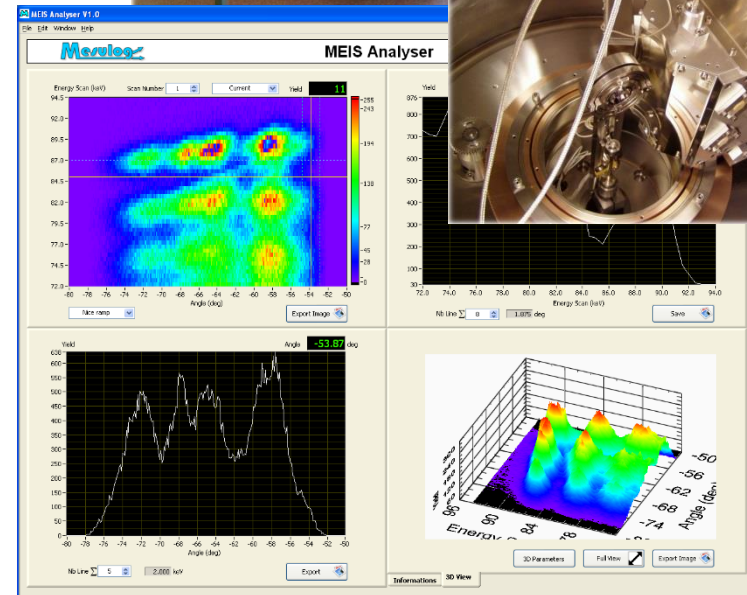 MEIS Analyser V1.0
File Edit Window Help
Mesulog
MEIS Analyser
Energy Scan (keV) Scan Number 1 Current Yield 11
94.5
92.0
89.5
87.0
84.5
82.0
79.5
77.0
74.5
72.0
-80 -78 -76 -74 -72 -70 -68 -66 -64 -62 -60 -58 -56 -54 -52 -50
Angle (deg)
255
243
194
138
77
45
28
0
Nice ramp
Export Image
Yield
876
800
700
600
500
400
300
200
100
30
72.0 74.0 76.0 78.0 80.0 82.0 84.0 86.0 88.0 90.0 92.0 94.0
Energy Scan (keV)
Nb Line ∑ 8 1.075 deg
Save
Yield
Angle -53.87 deg
630
600
550
500
450
400
350
300
250
200
150
100
50
0
-80 -78 -76 -74 -72 -70 -68 -66 -64 -62 -60 -58 -56 -54 -52 -50
Angle (deg)
Nb Line ∑ 5 2.000 keV
Export
96 90 84 78
-50
-56
-62
-68
-74
Angle (deg)
3D Parameters
Full View
Export Image
Informations 3D View